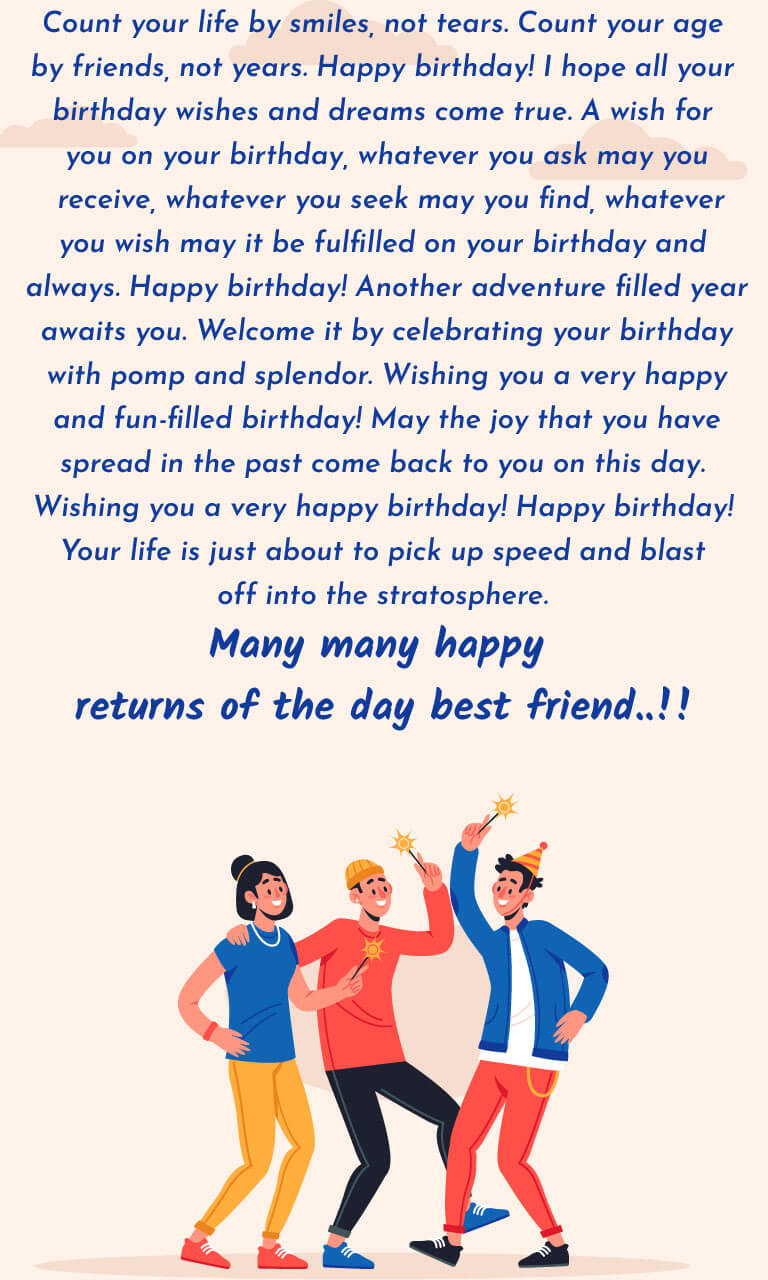 Count your life by smiles, not tears. Count your age
by friends, not years. Happy birthday! I hope all your
birthday wishes and dreams come true. A wish for
you on your birthday, whatever you ask may you
receive, whatever you seek may you find, whatever
you wish may it be fulfilled on your birthday and
always. Happy birthday! Another adventure filled year
awaits you. Welcome it by celebrating your birthday
with pomp and splendor. Wishing you a very happy
and fun-filled birthday! May the joy that you have
spread in the past come back to you on this day.
Wishing you a very happy birthday! Happy birthday!
Your life is just about to pick up speed and blast
off into the stratosphere.
Many many happy
returns of the day best friend..!!